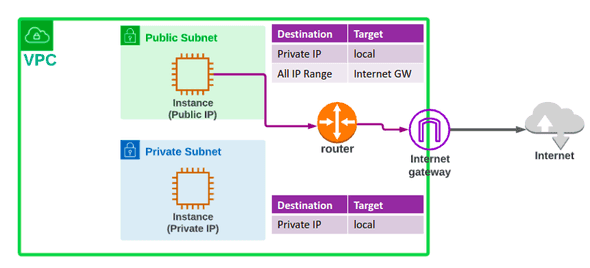 VPC
Public Subnet
Instance
(Public IP)
Destination Target
Private IP local
All IP Range Internet GW
router
Internet
gateway
Internet
Private Subnet
Instance
(Private IP)
Destination Target
Private IP local